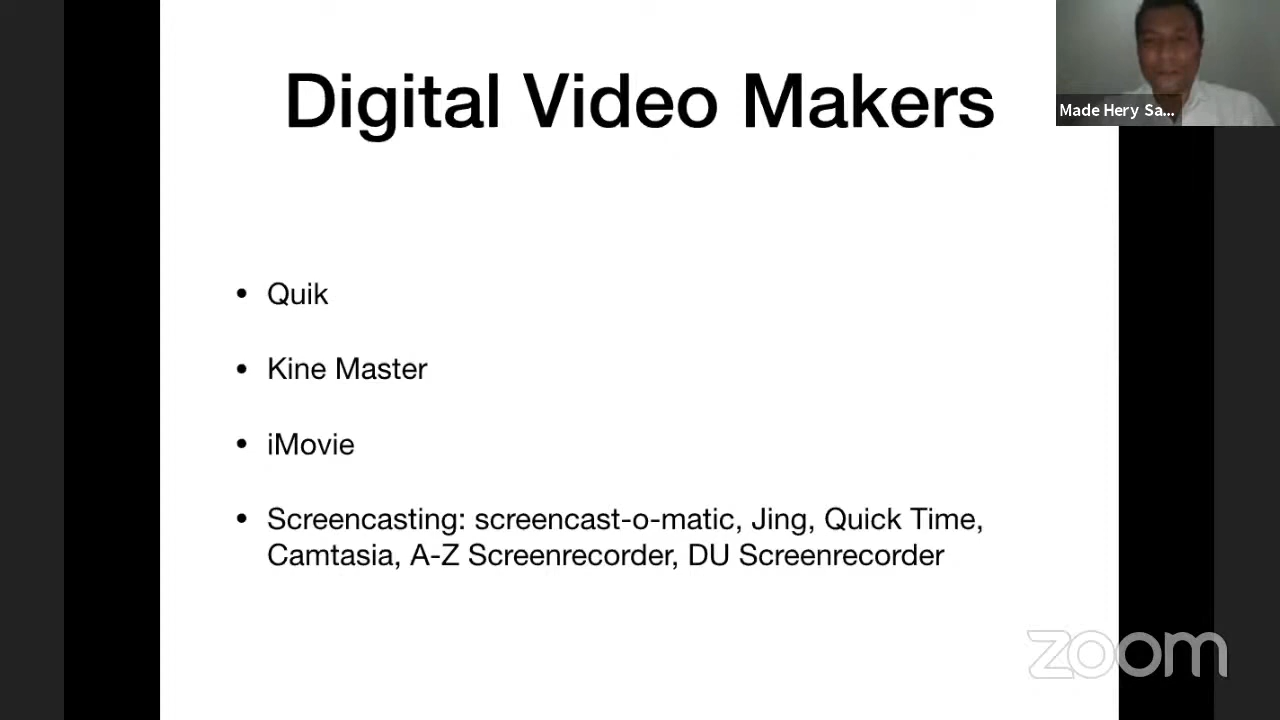 Digital Video Makers
Made Hery Sa...
• Quik
• Kine Master
• iMovie
• Screencasting: screencast-o-matic, Jing, Quick Time,
Camtasia, A-Z Screenrecorder, DU Screenrecorder
zoom